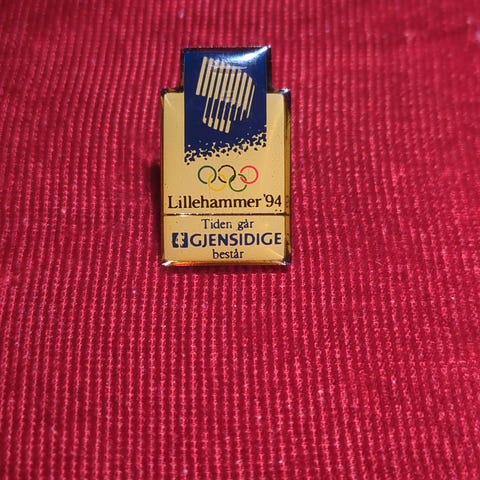 Lillehammer '94
Tiden går
GJENSIDIGE
består